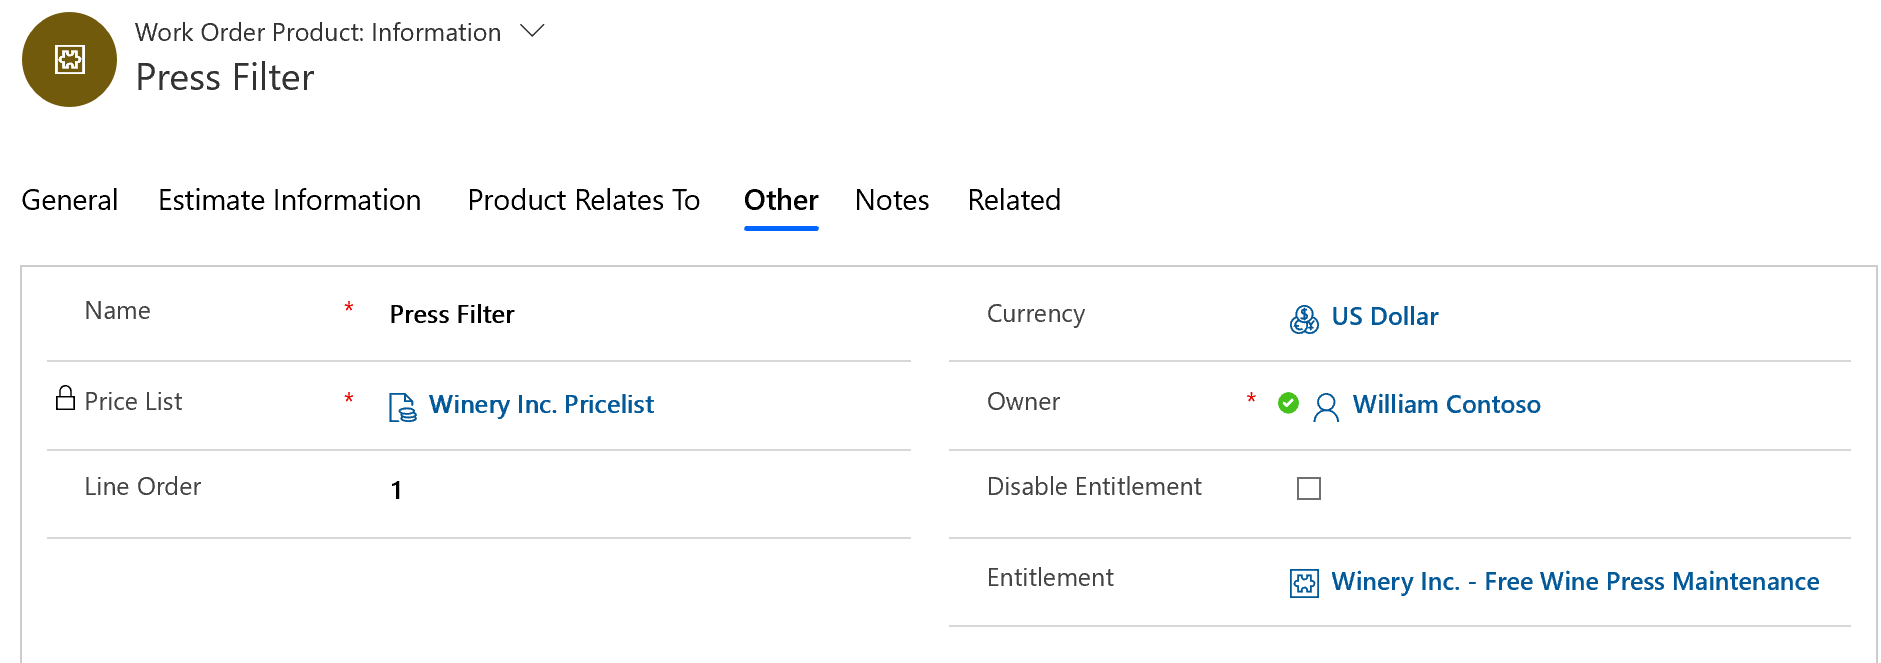 Work Order Product: Information
Press Filter
General Estimate Information Product Relates To Other Notes Related
Name * Press Filter
Currency US Dollar
Price List * Winery Inc. Pricelist
Owner * William Contoso
Line Order 1
Disable Entitlement
Entitlement Winery Inc. - Free Wine Press Maintenance